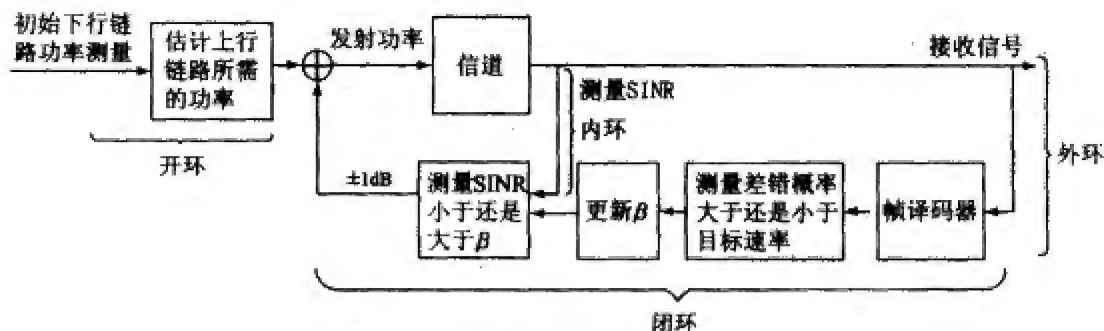 初始下行链
路功率测量
估计上行
链路所需
的功率
开环
发射功率
信道
接收信号
测量SINR
内环
外环
±1dB
测量SINR
小于还是
大于β
更新β
测量差错概率
大于还是小于
目标速率
帧译码器
闭环